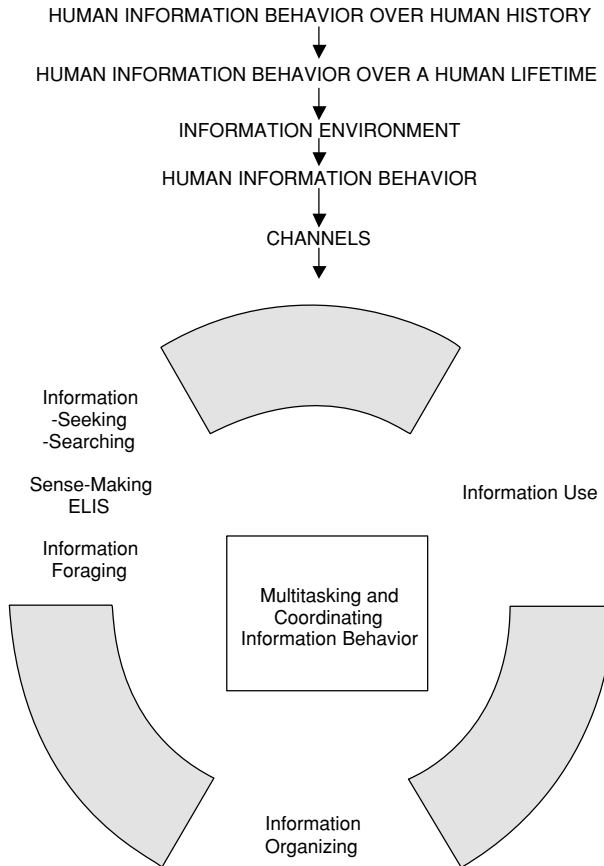 HUMAN INFORMATION BEHAVIOR OVER HUMAN HISTORY
HUMAN INFORMATION BEHAVIOR OVER A HUMAN LIFETIME
INFORMATION ENVIRONMENT
HUMAN INFORMATION BEHAVIOR
CHANNELS
Information
-Seeking
-Searching
Sense-Making
ELIS
Information
Foraging
Information Use
Multitasking and
Coordinating
Information Behavior
Information
Organizing